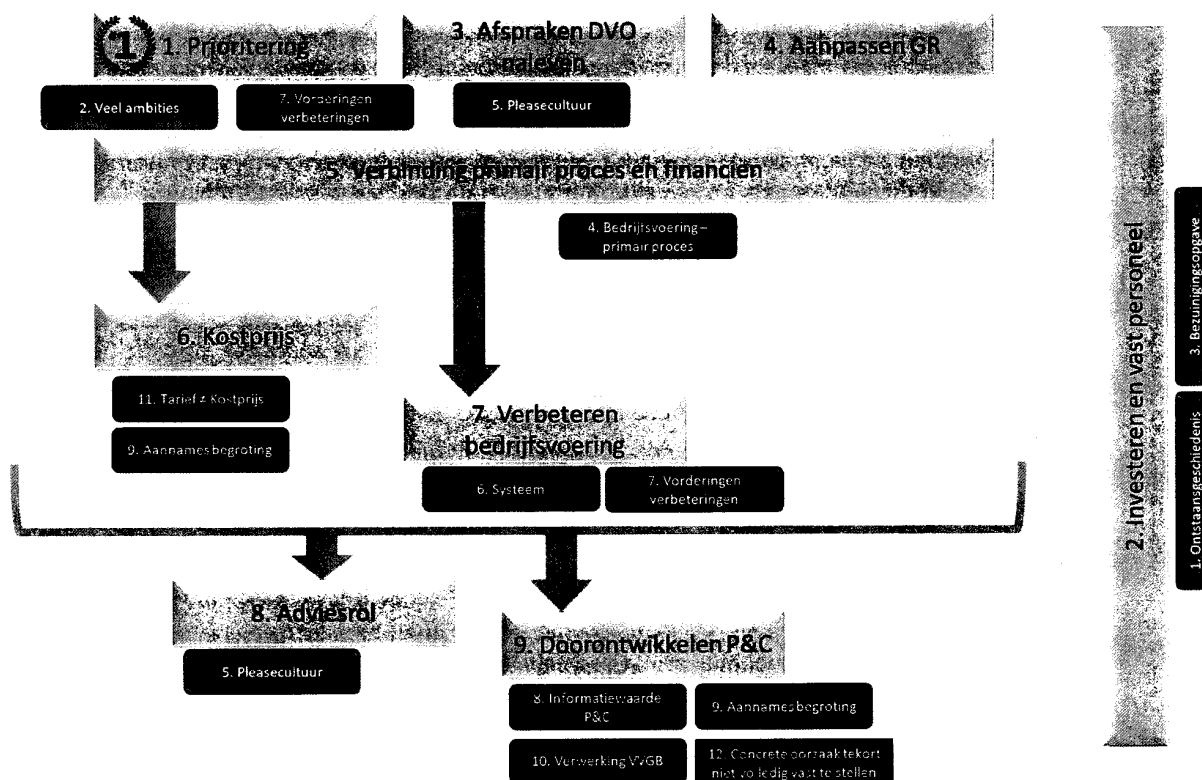 1
1. Prioritering
3. Afspraken DVO
naleven
4. Aanpassen GR
2. Veel ambities
7. Vorderingen
verbeteringen
5. Pleasecultuur
5. Verbinding primair proces en financiën
4. Bedrijfsvoering –
primair proces
6. Kostprijs
11. Tarief ≠ Kostprijs
9. Aannames begroting
7. Verbeteren
bedrijfsvoering
6. Systeem
7. Vorderingen
verbeteringen
8. Adviesrol
5. Pleasecultuur
9. Doorontwikkelen P&C
8. Informatiewaarde
P&C
9. Aannames begroting
10. Verwerking VVGB
12. Concrete oorzaak tekort
niet volledig vast te stellen
2. Investeren en vast personeel
3. Bezuinigingsopgave
1. Ontstaansgeschiedenis